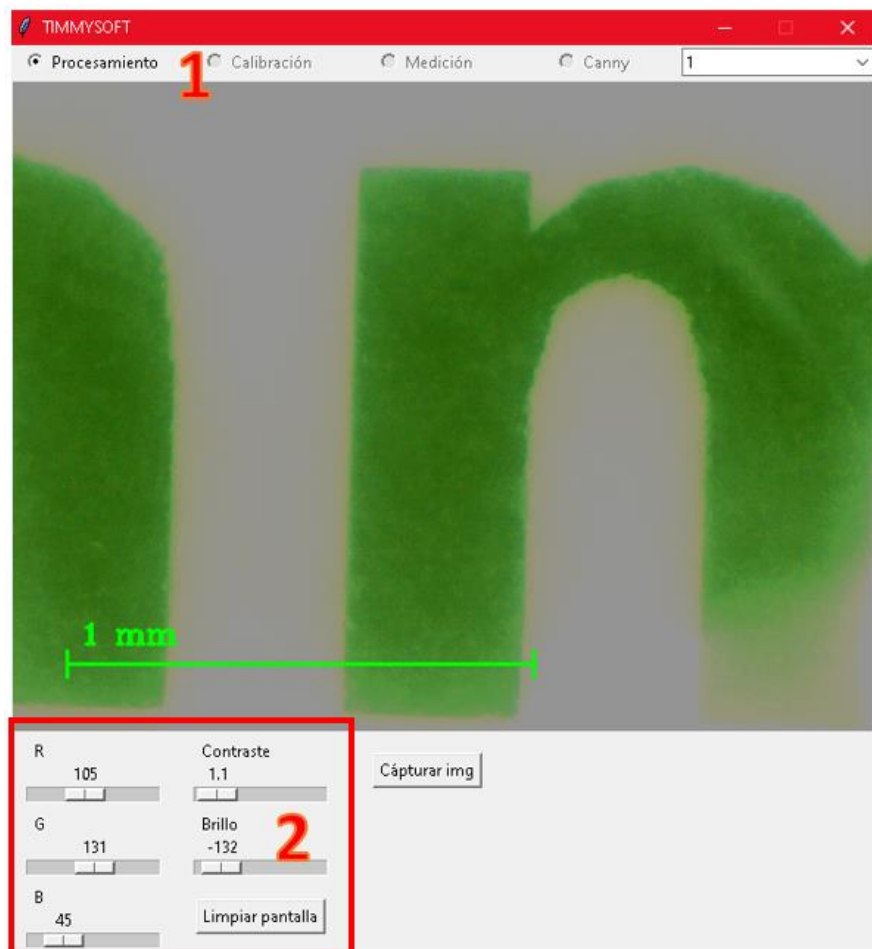 TIMMYSOFT
Procesamiento Calibración Medición Canny 1
1
1 mm
R Contraste
105 1.1
Cápturar img
G Brillo
131 -132
2
B
45
Limpiar pantalla